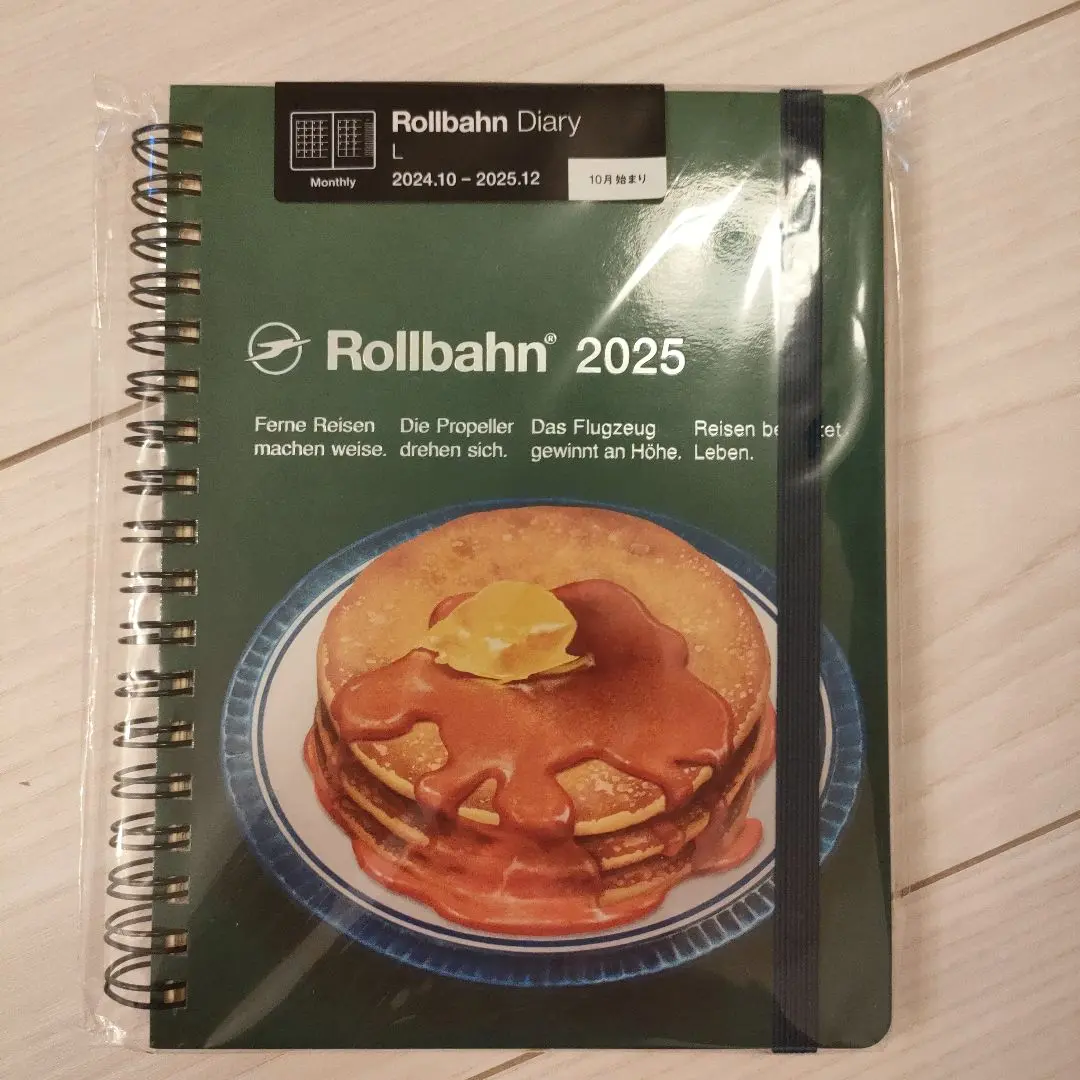 Rollbahn Diary
L
Monthly
2024.10 – 2025.12
10月始まり
Rollbahn® 2025
Ferne Reisen
machen weise.
Die Propeller
drehen sich.
Das Flugzeug
gewinnt an Höhe.
Reisen
Leben.